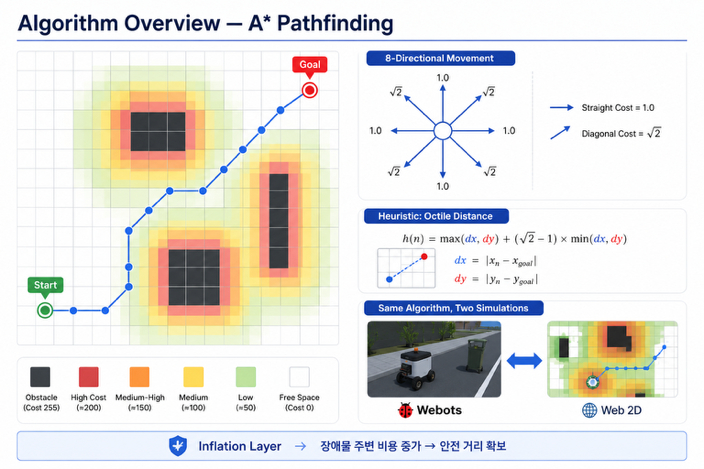 Algorithm Overview — A* Pathfinding
Goal
Start
Obstacle
(Cost 255)
High Cost
(≈200)
Medium-High
(≈150)
Medium
(≈100)
Low
(≈50)
Free Space
(Cost 0)
8-Directional Movement
1.0
√2
√2
1.0
1.0
√2
√2
1.0
Straight Cost = 1.0
Diagonal Cost = √2
Heuristic: Octile Distance
h(n) = max(dx, dy) + (√2 − 1) × min(dx, dy)
dx = |xₙ − x_goal|
dy = |yₙ − y_goal|
Same Algorithm, Two Simulations
Webots
Web 2D
Inflation Layer → 장애물 주변 비용 증가 → 안전 거리 확보